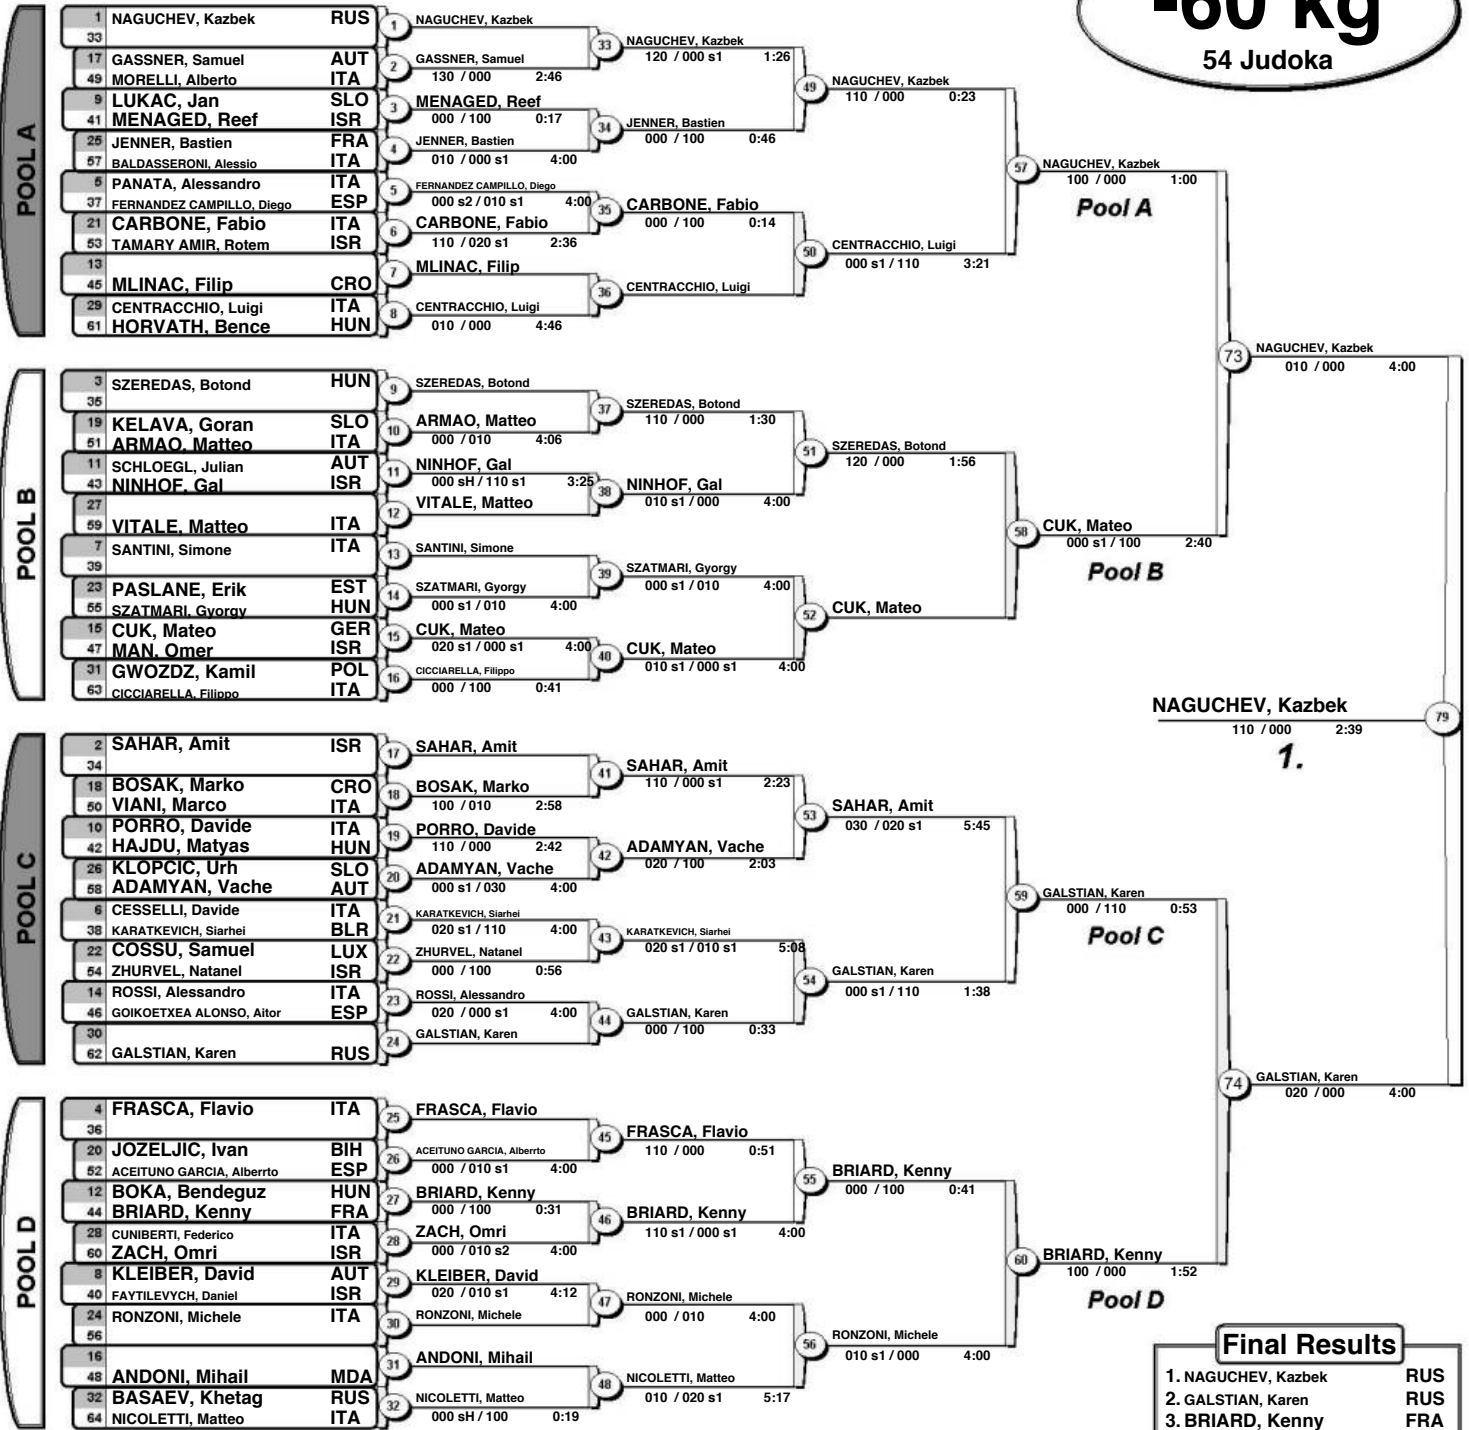 -60 kg
54 Judoka
POOL A
1 NAGUCHEV, Kazbek RUS
33
17 GASSNER, Samuel AUT
49 MORELLI, Alberto ITA
9 LUKAC, Jan SLO
41 MENAGED, Reef ISR
25 JENNER, Bastien FRA
57 BALDASSERONI, Alessio ITA
5 PANATA, Alessandro ITA
37 FERNANDEZ CAMPILLO, Diego ESP
21 CARBONE, Fabio ITA
53 TAMARY AMIR, Rotem ISR
13
45 MLINAC, Filip CRO
29 CENTRACCHIO, Luigi ITA
61 HORVATH, Bence HUN
1 NAGUCHEV, Kazbek
2 GASSNER, Samuel
130 / 000 2:46
3 MENAGED, Reef
000 / 100 0:17
4 JENNER, Bastien
010 / 000 s1 4:00
5 FERNANDEZ CAMPILLO, Diego
000 s2 / 010 s1 4:00
6 CARBONE, Fabio
110 / 020 s1 2:36
7 MLINAC, Filip
8 CENTRACCHIO, Luigi
010 / 000 4:46
33 NAGUCHEV, Kazbek
120 / 000 s1 1:26
34 JENNER, Bastien
000 / 100 0:46
35 CARBONE, Fabio
000 / 100 0:14
36 CENTRACCHIO, Luigi
49 NAGUCHEV, Kazbek
110 / 000 0:23
50 CENTRACCHIO, Luigi
000 s1 / 110 3:21
57 NAGUCHEV, Kazbek
100 / 000 1:00
Pool A
POOL B
3 SZEREDAS, Botond HUN
35
19 KELAVA, Goran SLO
51 ARMAO, Matteo ITA
11 SCHLOEGL, Julian AUT
43 NINHOF, Gal ISR
27
59 VITALE, Matteo ITA
7 SANTINI, Simone ITA
39
23 PASLANE, Erik EST
55 SZATMARI, Gyorgy HUN
15 CUK, Mateo GER
47 MAN, Omer ISR
31 GWOZDZ, Kamil POL
63 CICCIARELLA, Filippo ITA
9 SZEREDAS, Botond
10 ARMAO, Matteo
000 / 010 4:06
11 NINHOF, Gal
000 sH / 110 s1 3:25
12 VITALE, Matteo
13 SANTINI, Simone
14 SZATMARI, Gyorgy
000 s1 / 010 4:00
15 CUK, Mateo
020 s1 / 000 s1 4:00
16 CICCIARELLA, Filippo
000 / 100 0:41
37 SZEREDAS, Botond
110 / 000 1:30
38 NINHOF, Gal
010 s1 / 000 4:00
39 SZATMARI, Gyorgy
000 s1 / 010 4:00
40 CUK, Mateo
010 s1 / 000 s1 4:00
51 SZEREDAS, Botond
120 / 000 1:56
52 CUK, Mateo
58 CUK, Mateo
000 s1 / 100 2:40
Pool B
73 NAGUCHEV, Kazbek
010 / 000 4:00
NAGUCHEV, Kazbek 79
110 / 000 2:39
1.
POOL C
2 SAHAR, Amit ISR
34
18 BOSAK, Marko CRO
50 VIANI, Marco ITA
10 PORRO, Davide ITA
42 HAJDU, Matyas HUN
26 KLOPCIC, Urh SLO
58 ADAMYAN, Vache AUT
6 CESSELLI, Davide ITA
38 KARATKEVICH, Siarhei BLR
22 COSSU, Samuel LUX
54 ZHURVEL, Natanel ISR
14 ROSSI, Alessandro ITA
46 GOIKOETXEA ALONSO, Aitor ESP
30
62 GALSTIAN, Karen RUS
17 SAHAR, Amit
18 BOSAK, Marko
100 / 010 2:58
19 PORRO, Davide
110 / 000 2:42
20 ADAMYAN, Vache
000 s1 / 030 4:00
21 KARATKEVICH, Siarhei
020 s1 / 110 4:00
22 ZHURVEL, Natanel
000 / 100 0:56
23 ROSSI, Alessandro
020 / 000 s1 4:00
24 GALSTIAN, Karen
41 SAHAR, Amit
110 / 000 s1 2:23
42 ADAMYAN, Vache
020 / 100 2:03
43 KARATKEVICH, Siarhei
020 s1 / 010 s1 5:08
44 GALSTIAN, Karen
000 / 100 0:33
53 SAHAR, Amit
030 / 020 s1 5:45
54 GALSTIAN, Karen
000 s1 / 110 1:38
59 GALSTIAN, Karen
000 / 110 0:53
Pool C
POOL D
4 FRASCA, Flavio ITA
36
20 JOZELJIC, Ivan BIH
52 ACEITUNO GARCIA, Alberrto ESP
12 BOKA, Bendeguz HUN
44 BRIARD, Kenny FRA
28 CUNIBERTI, Federico ITA
60 ZACH, Omri ISR
8 KLEIBER, David AUT
40 FAYTILEVYCH, Daniel ISR
24 RONZONI, Michele ITA
56
16
48 ANDONI, Mihail MDA
32 BASAEV, Khetag RUS
64 NICOLETTI, Matteo ITA
25 FRASCA, Flavio
26 ACEITUNO GARCIA, Alberrto
000 / 010 s1 4:00
27 BRIARD, Kenny
000 / 100 0:31
28 ZACH, Omri
000 / 010 s2 4:00
29 KLEIBER, David
020 / 010 s1 4:12
30 RONZONI, Michele
31 ANDONI, Mihail
32 NICOLETTI, Matteo
000 sH / 100 0:19
45 FRASCA, Flavio
110 / 000 0:51
46 BRIARD, Kenny
110 s1 / 000 s1 4:00
47 RONZONI, Michele
000 / 010 4:00
48 NICOLETTI, Matteo
010 / 020 s1 5:17
55 BRIARD, Kenny
000 / 100 0:41
56 RONZONI, Michele
010 s1 / 000 4:00
60 BRIARD, Kenny
100 / 000 1:52
Pool D
74 GALSTIAN, Karen
020 / 000 4:00
Final Results
1. NAGUCHEV, Kazbek RUS
2. GALSTIAN, Karen RUS
3. BRIARD, Kenny FRA